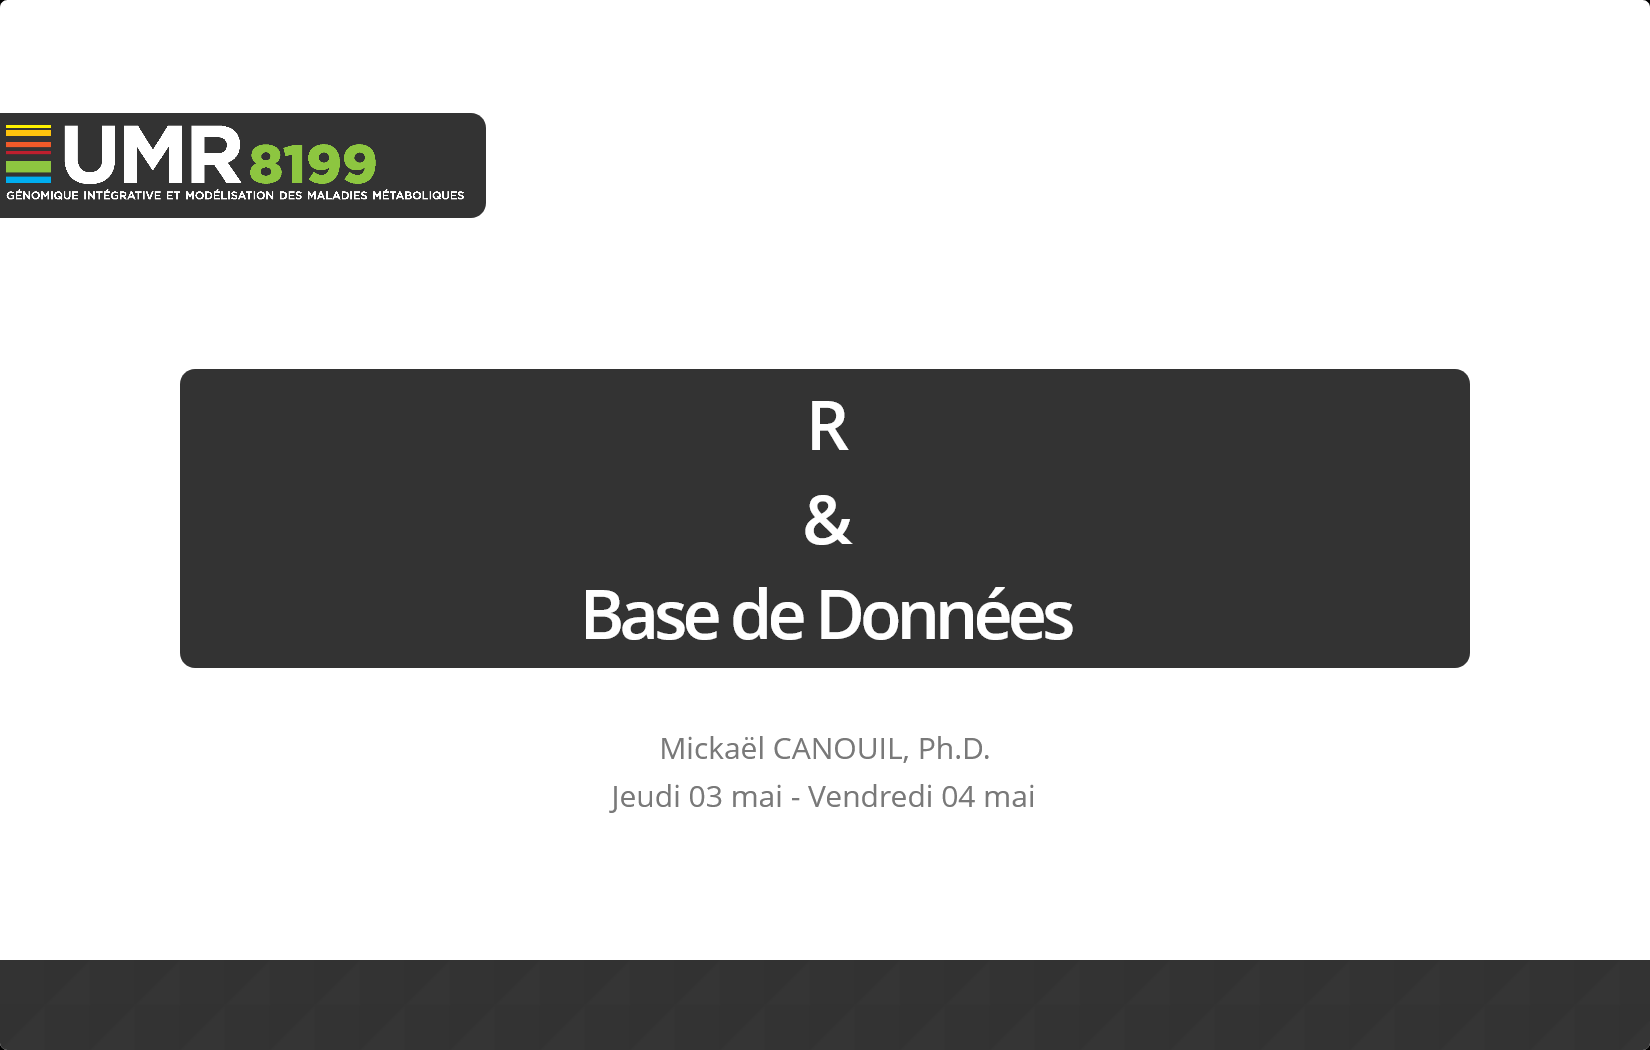 UMR 8199
GÉNOMIQUE INTÉGRATIVE ET MODÉLISATION DES MALADIES MÉTABOLIQUES
R
&
Base de Données
Mickaël CANOUIL, Ph.D.
Jeudi 03 mai - Vendredi 04 mai